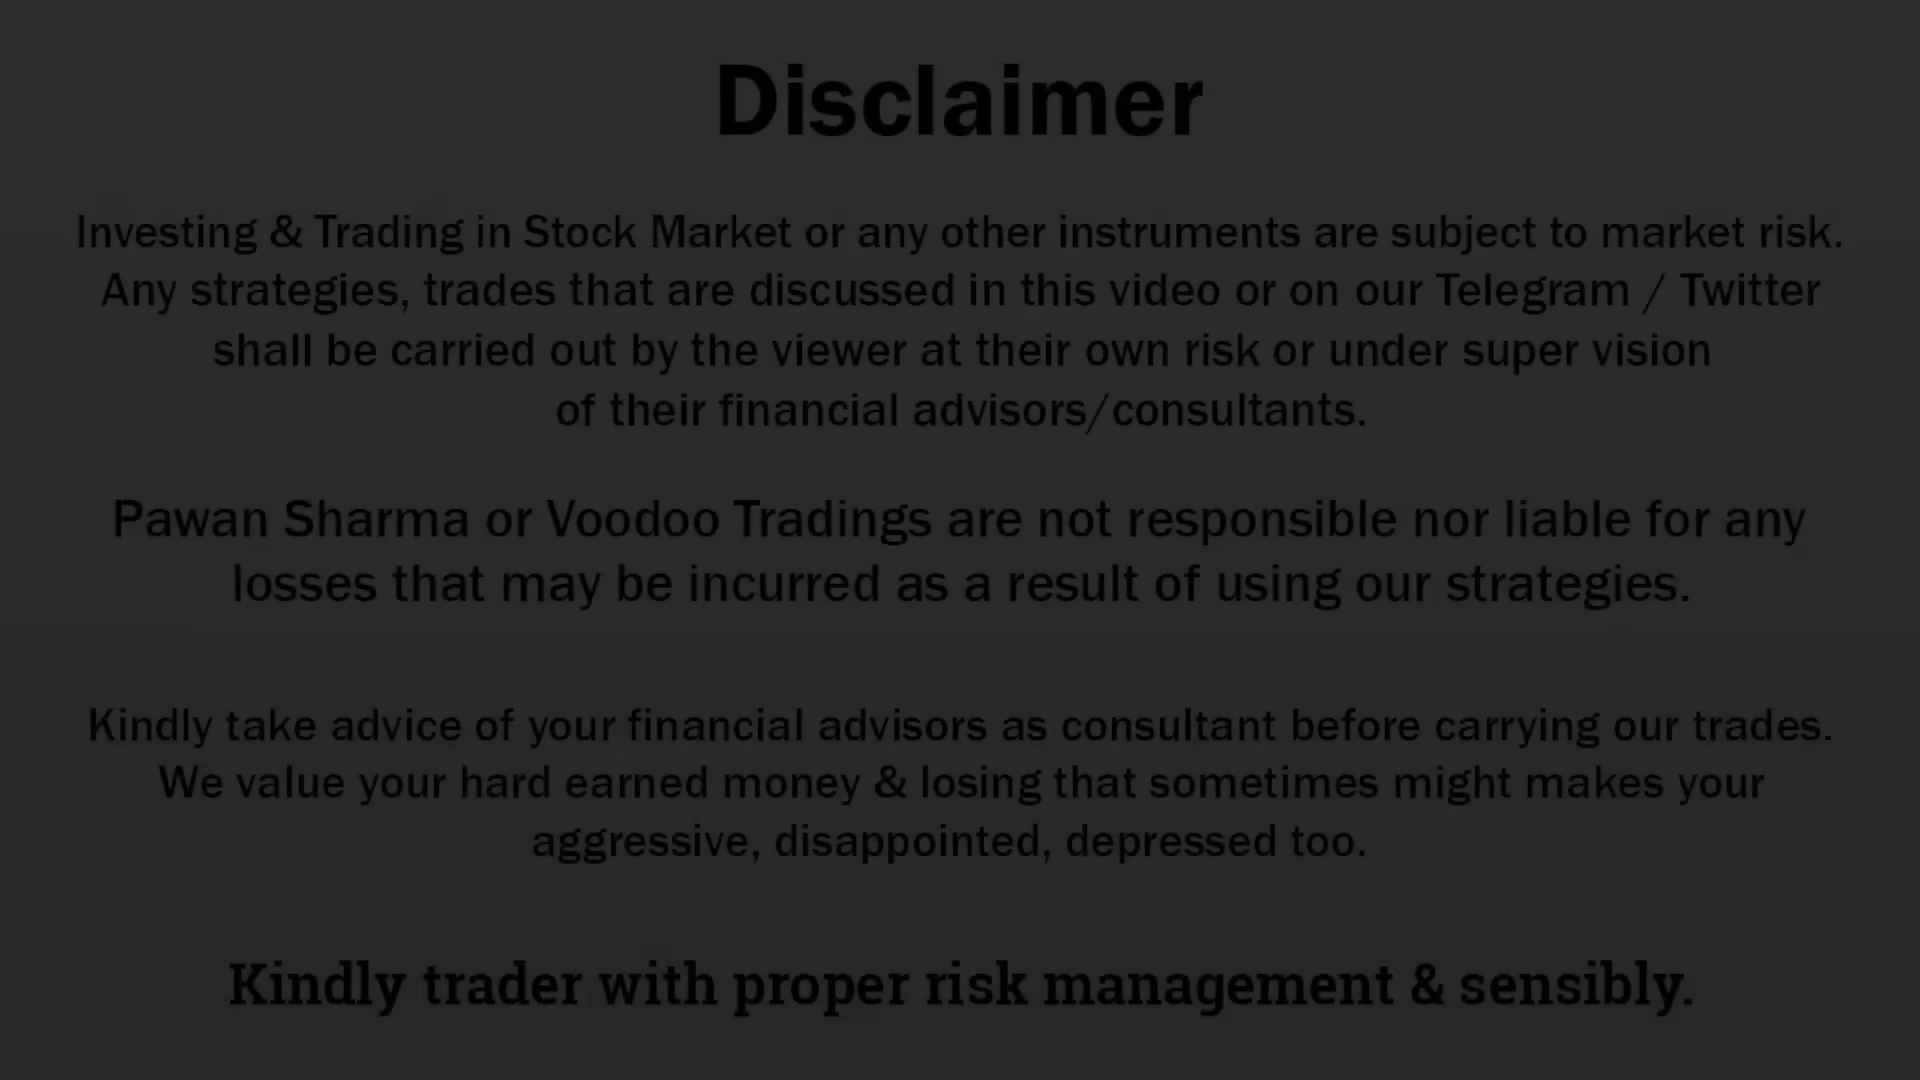 Disclaimer
Investing & Trading in Stock Market or any other instruments are subject to market risk.
Any strategies, trades that are discussed in this video or on our Telegram / Twitter
shall be carried out by the viewer at their own risk or under super vision
of their financial advisors/consultants.
Pawan Sharma or Voodoo Tradings are not responsible nor liable for any
losses that may be incurred as a result of using our strategies.
Kindly take advice of your financial advisors as consultant before carrying our trades.
We value your hard earned money & losing that sometimes might makes your
aggressive, disappointed, depressed too.
Kindly trader with proper risk management & sensibly.